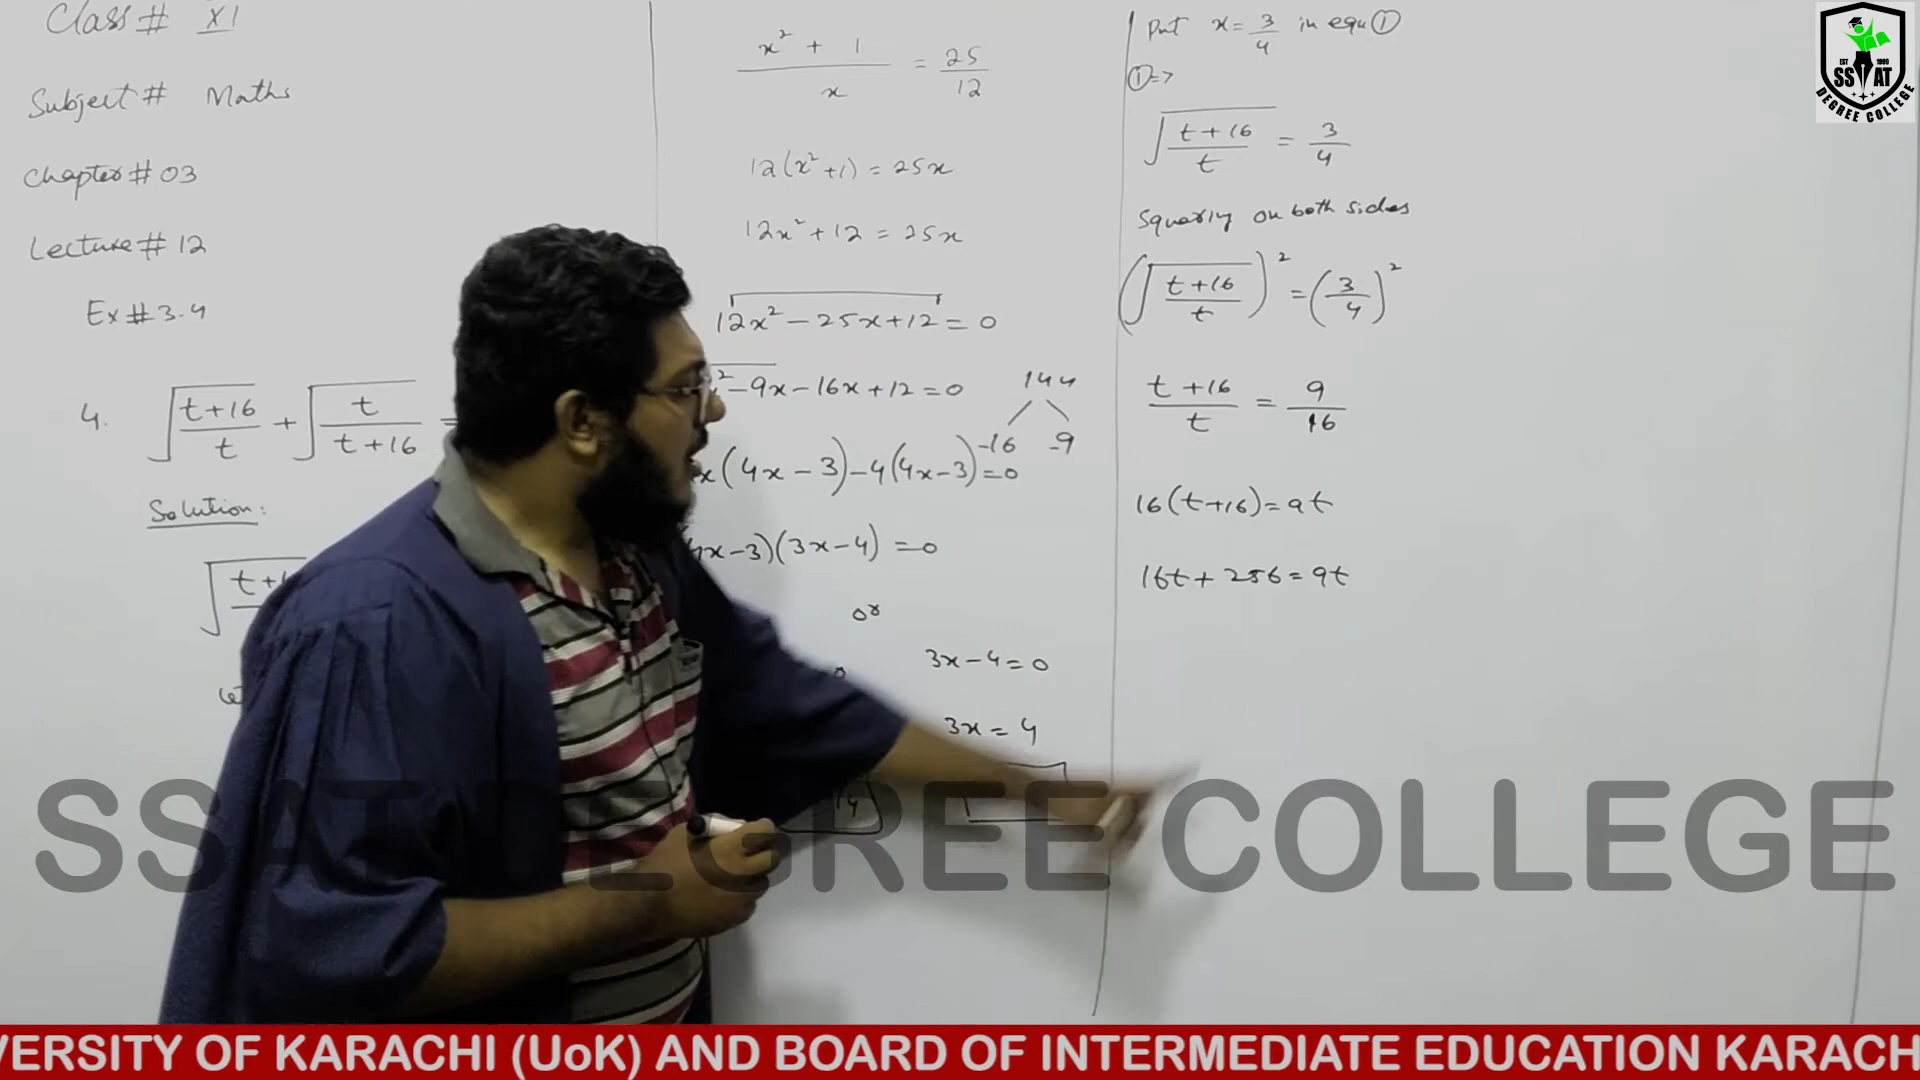 Class # XI
Subject # Maths
Chapter # 03
Lecture # 12
Ex # 3.4
4. √((t+16)/t) + √(t/(t+16)) =
Solution:
(x² + 1)/x = 25/12
12(x²+1) = 25x
12x²+12 = 25x
12x² - 25x + 12 = 0
² - 9x - 16x + 12 = 0
144
-16 -9
x(4x - 3) - 4(4x - 3) = 0
x - 3)(3x - 4) = 0
or
3x - 4 = 0
3x = 4
Put x = 3/4 in equ ①
① =>
√((t+16)/t) = 3/4
Squaring on both sides
(√((t+16)/t))² = (3/4)²
(t+16)/t = 9/16
16(t+16) = 9t
16t + 256 = 9t
EST 1990
SSAT
DEGREE COLLEGE
SSAT DEGREE COLLEGE
VERSITY OF KARACHI (UoK) AND BOARD OF INTERMEDIATE EDUCATION KARACH